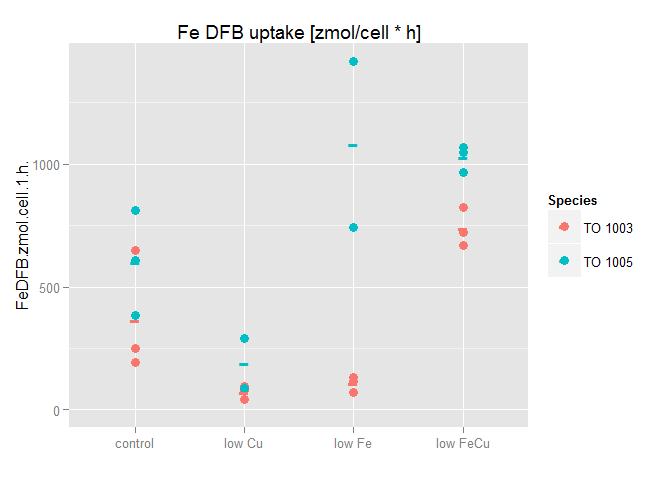 Fe DFB uptake [zmol/cell * h]
FeDFB.zmol.cell.1.h.
1000
500
0
control
low Cu
low Fe
low FeCu
Species
TO 1003
TO 1005